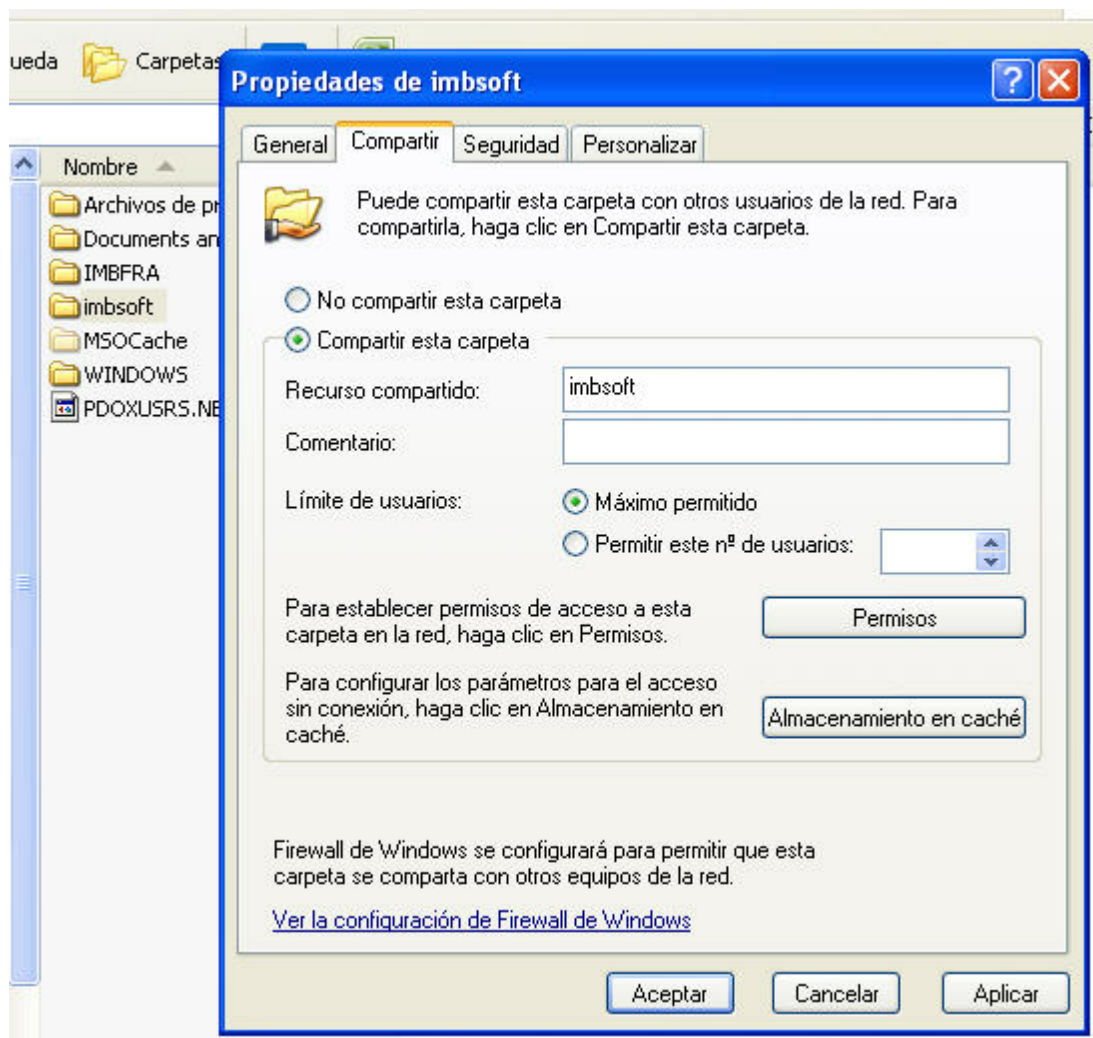 ueda
Carpetas
Propiedades de imbsoft
General
Compartir
Seguridad
Personalizar
Nombre
Archivos de pr
Documents an
IMBFRA
imbsoft
MSOCache
WINDOWS
PDOXUSRS.NE
Puede compartir esta carpeta con otros usuarios de la red. Para
compartirla, haga clic en Compartir esta carpeta.
No compartir esta carpeta
Compartir esta carpeta
Recurso compartido:
imbsoft
Comentario:
Límite de usuarios:
Máximo permitido
Permitir este nº de usuarios:
Para establecer permisos de acceso a esta
carpeta en la red, haga clic en Permisos.
Permisos
Para configurar los parámetros para el acceso
sin conexión, haga clic en Almacenamiento en
caché.
Almacenamiento en caché
Firewall de Windows se configurará para permitir que esta
carpeta se comparta con otros equipos de la red.
Ver la configuración de Firewall de Windows
Aceptar
Cancelar
Aplicar